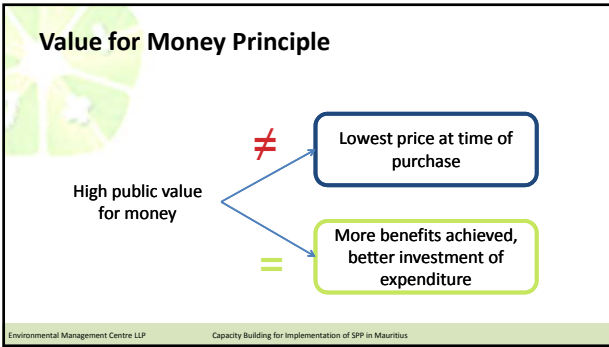 Value for Money Principle
≠
Lowest price at time of
purchase
High public value
for money
=
More benefits achieved,
better investment of
expenditure
Environmental Management Centre LLP
Capacity Building for Implementation of SPP in Mauritius